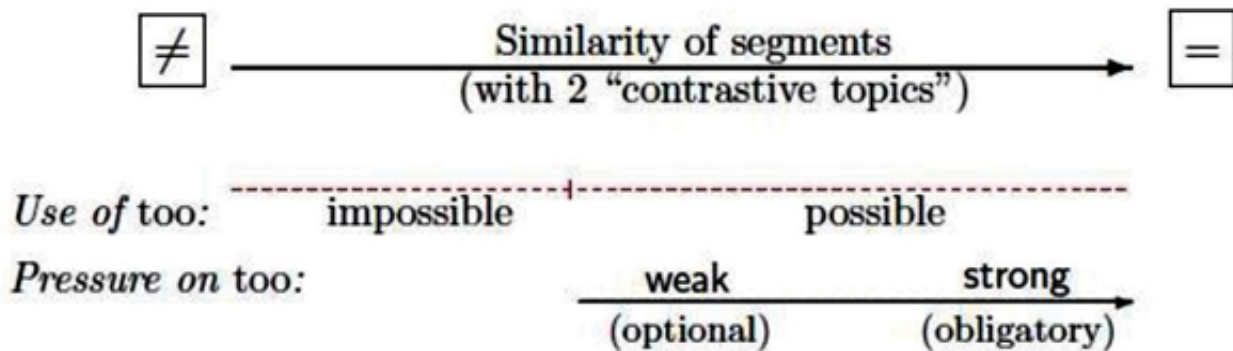 ≠ Similarity of segments =
(with 2 “contrastive topics”)
Use of too: impossible possible
Pressure on too: weak strong
(optional) (obligatory)